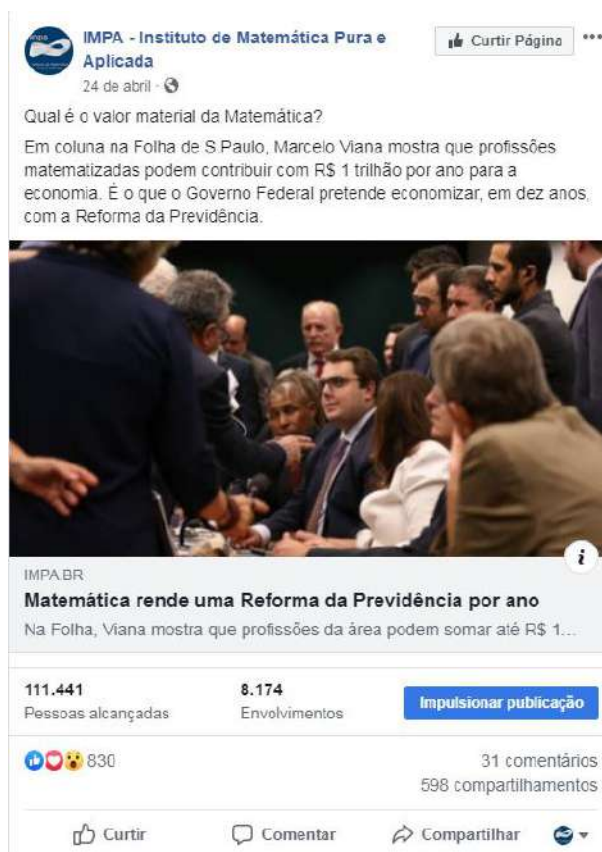 IMPA - Instituto de Matemática Pura e
Aplicada
Curtir Página
24 de abril
Qual é o valor material da Matemática?
Em coluna na Folha de S.Paulo, Marcelo Viana mostra que profissões
matematizadas podem contribuir com R$ 1 trilhão por ano para a
economia. É o que o Governo Federal pretende economizar, em dez anos,
com a Reforma da Previdência.
IMPA.BR
Matemática rende uma Reforma da Previdência por ano
Na Folha, Viana mostra que profissões da área podem somar até R$ 1…
111.441
Pessoas alcançadas
8.174
Envolvimentos
Impulsionar publicação
830
31 comentários
598 compartilhamentos
Curtir
Comentar
Compartilhar